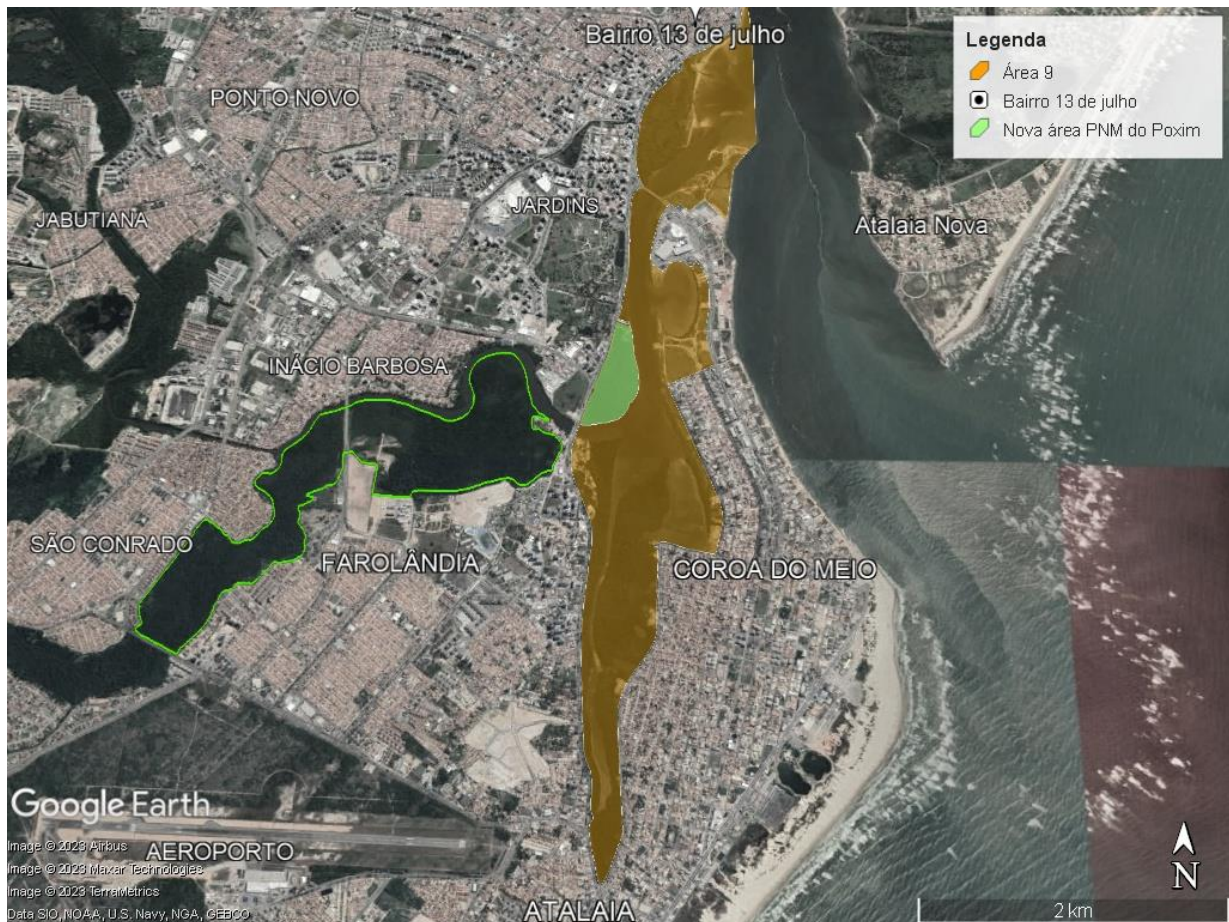 Bairro 13 de julho
Legenda
Área 9
Bairro 13 de julho
Nova área PNM do Poxim
PONTO NOVO
JABUTIANA
JARDINS
Atalaia Nova
INÁCIO BARBOSA
SÃO CONRADO
FAROLÂNDIA
COROA DO MEIO
Google Earth
Image © 2023 Airbus
AEROPORTO
Image © 2023 Maxar Technologies
Image © 2023 TerraMetrics
Data SIO, NOAA, U.S. Navy, NGA, GEBCO
ATALAIA
2 km
N